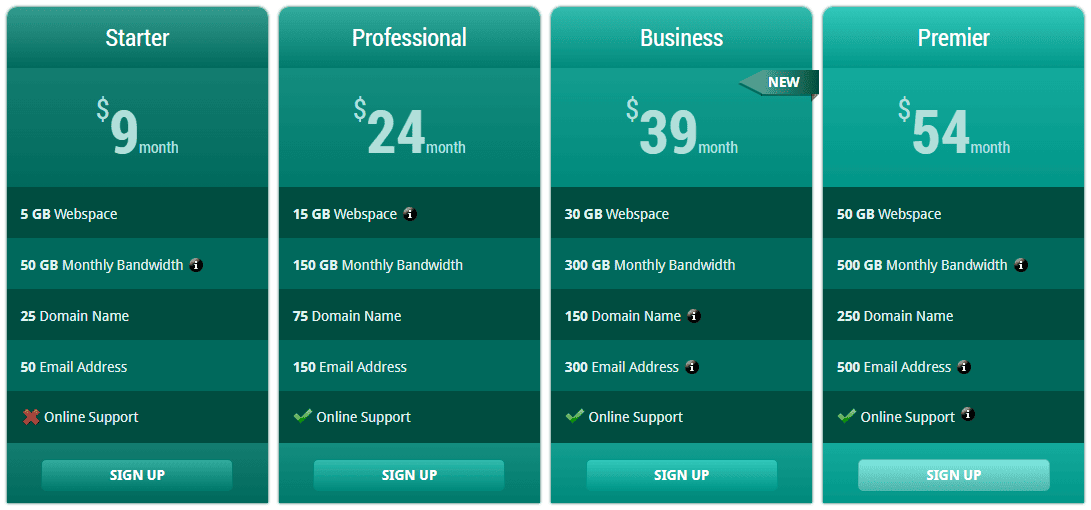 Starter
$9month
5 GB Webspace
50 GB Monthly Bandwidth
25 Domain Name
50 Email Address
Online Support
SIGN UP
Professional
$24month
15 GB Webspace
150 GB Monthly Bandwidth
75 Domain Name
150 Email Address
Online Support
SIGN UP
Business
NEW
$39month
30 GB Webspace
300 GB Monthly Bandwidth
150 Domain Name
300 Email Address
Online Support
SIGN UP
Premier
$54month
50 GB Webspace
500 GB Monthly Bandwidth
250 Domain Name
500 Email Address
Online Support
SIGN UP